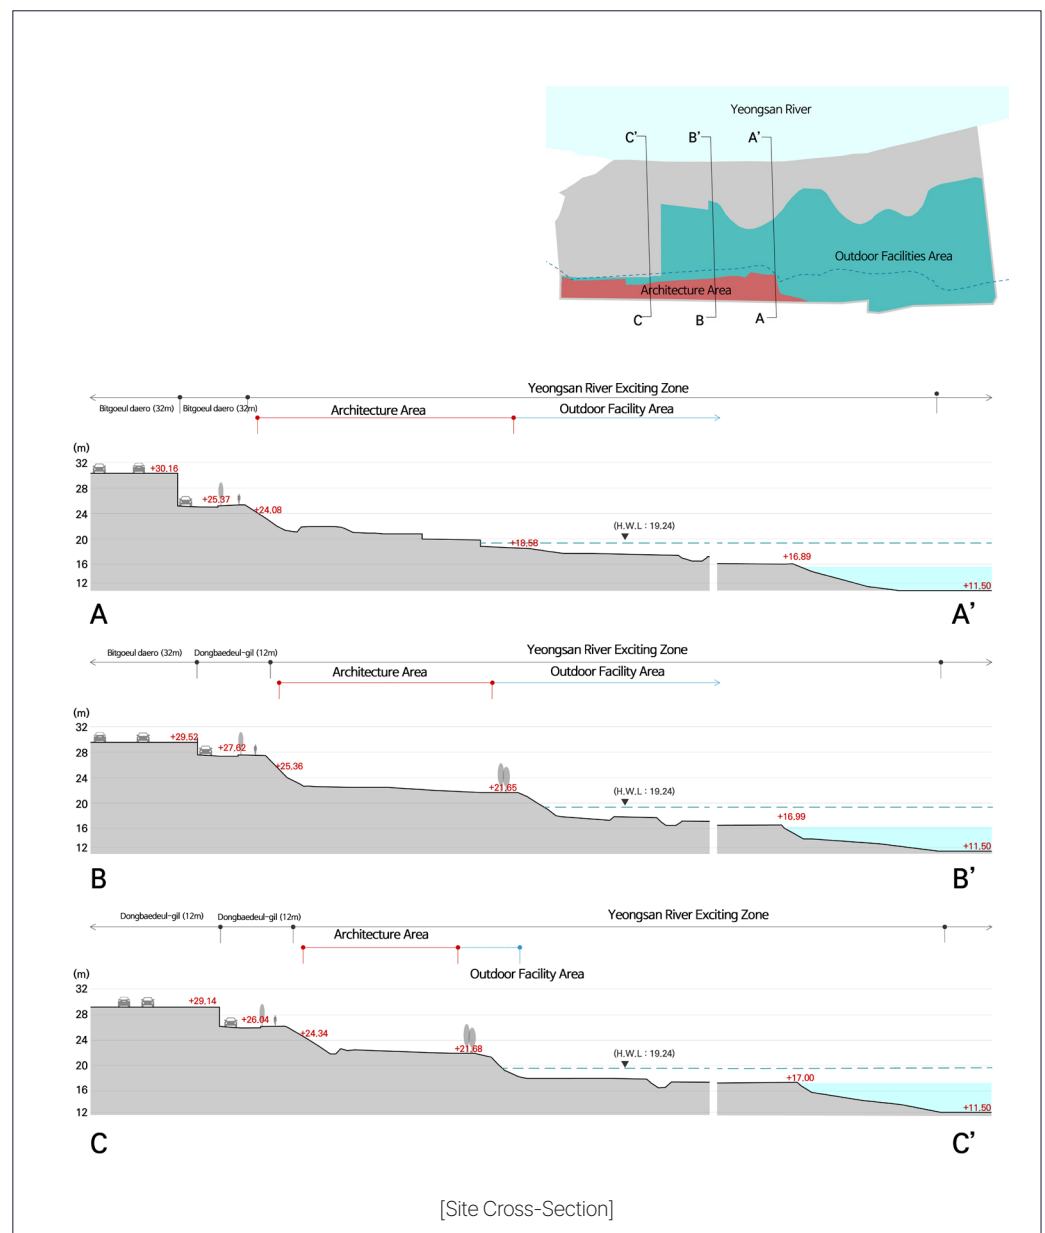 Yeongsan River
C’
B’
A’
Outdoor Facilities Area
Architecture Area
C
B
A
Yeongsan River Exciting Zone
Bitgoeul daero (32m)
Bitgoeul daero (32m)
Architecture Area
Outdoor Facility Area
(m)
32
28
24
20
16
12
+30.16
+25.37
+24.08
+18.58
(H.W.L : 19.24)
+16.89
+11.50
A
A’
Yeongsan River Exciting Zone
Bitgoeul daero (32m)
Dongbaedeul-gil (12m)
Architecture Area
Outdoor Facility Area
(m)
32
28
24
20
16
12
+29.52
+27.62
+25.36
+21.65
(H.W.L : 19.24)
+16.99
+11.50
B
B’
Yeongsan River Exciting Zone
Dongbaedeul-gil (12m)
Dongbaedeul-gil (12m)
Architecture Area
Outdoor Facility Area
(m)
32
28
24
20
16
12
+29.14
+26.04
+24.34
+21.68
(H.W.L : 19.24)
+17.00
+11.50
C
C’
[Site Cross-Section]